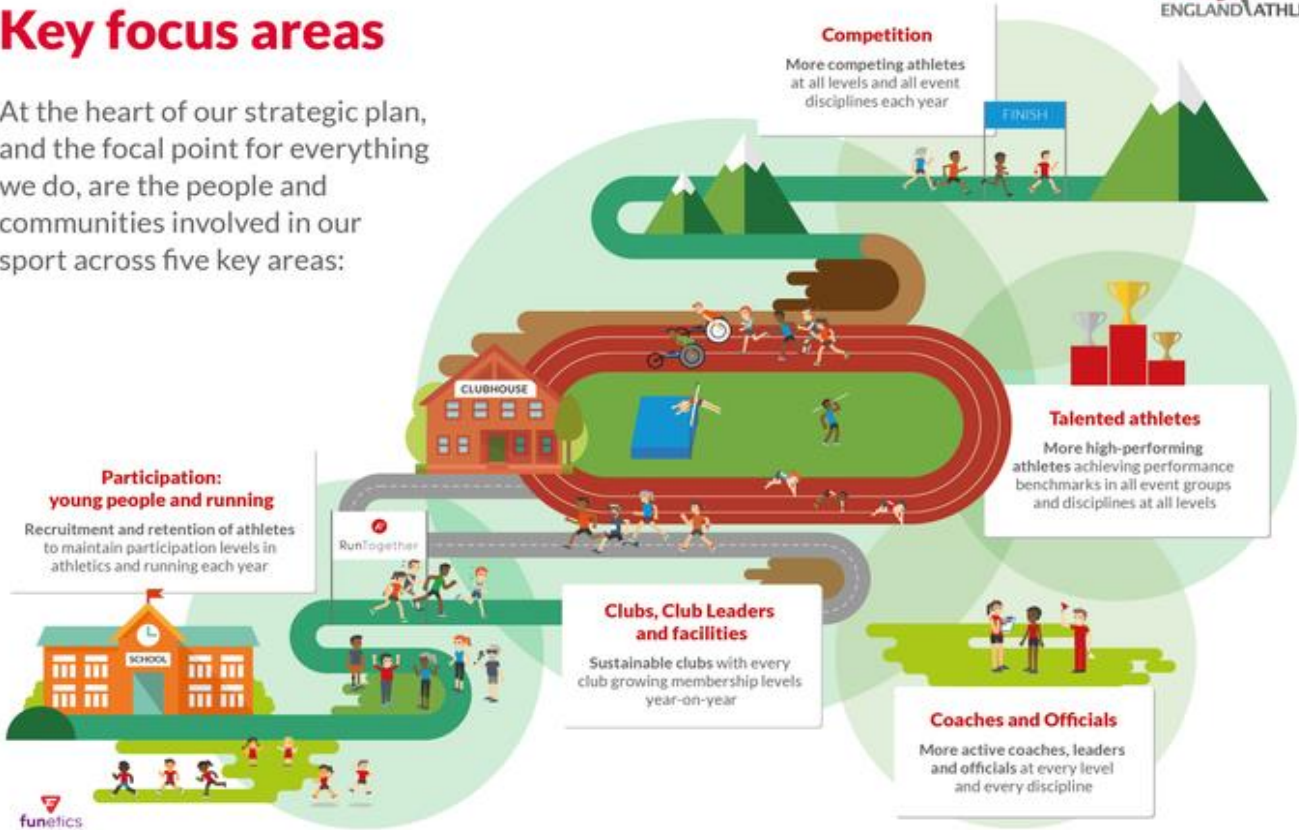 Key focus areas
At the heart of our strategic plan,
and the focal point for everything
we do, are the people and
communities involved in our
sport across five key areas:
ENGLAND ATHL
Competition
More competing athletes
at all levels and all event
disciplines each year
FINISH
CLUBHOUSE
Talented athletes
More high-performing
athletes achieving performance
benchmarks in all event groups
and disciplines at all levels
Participation:
young people and running
Recruitment and retention of athletes
to maintain participation levels in
athletics and running each year
RunTogether
SCHOOL
Clubs, Club Leaders
and facilities
Sustainable clubs with every
club growing membership levels
year-on-year
Coaches and Officials
More active coaches, leaders
and officials at every level
and every discipline
funetics